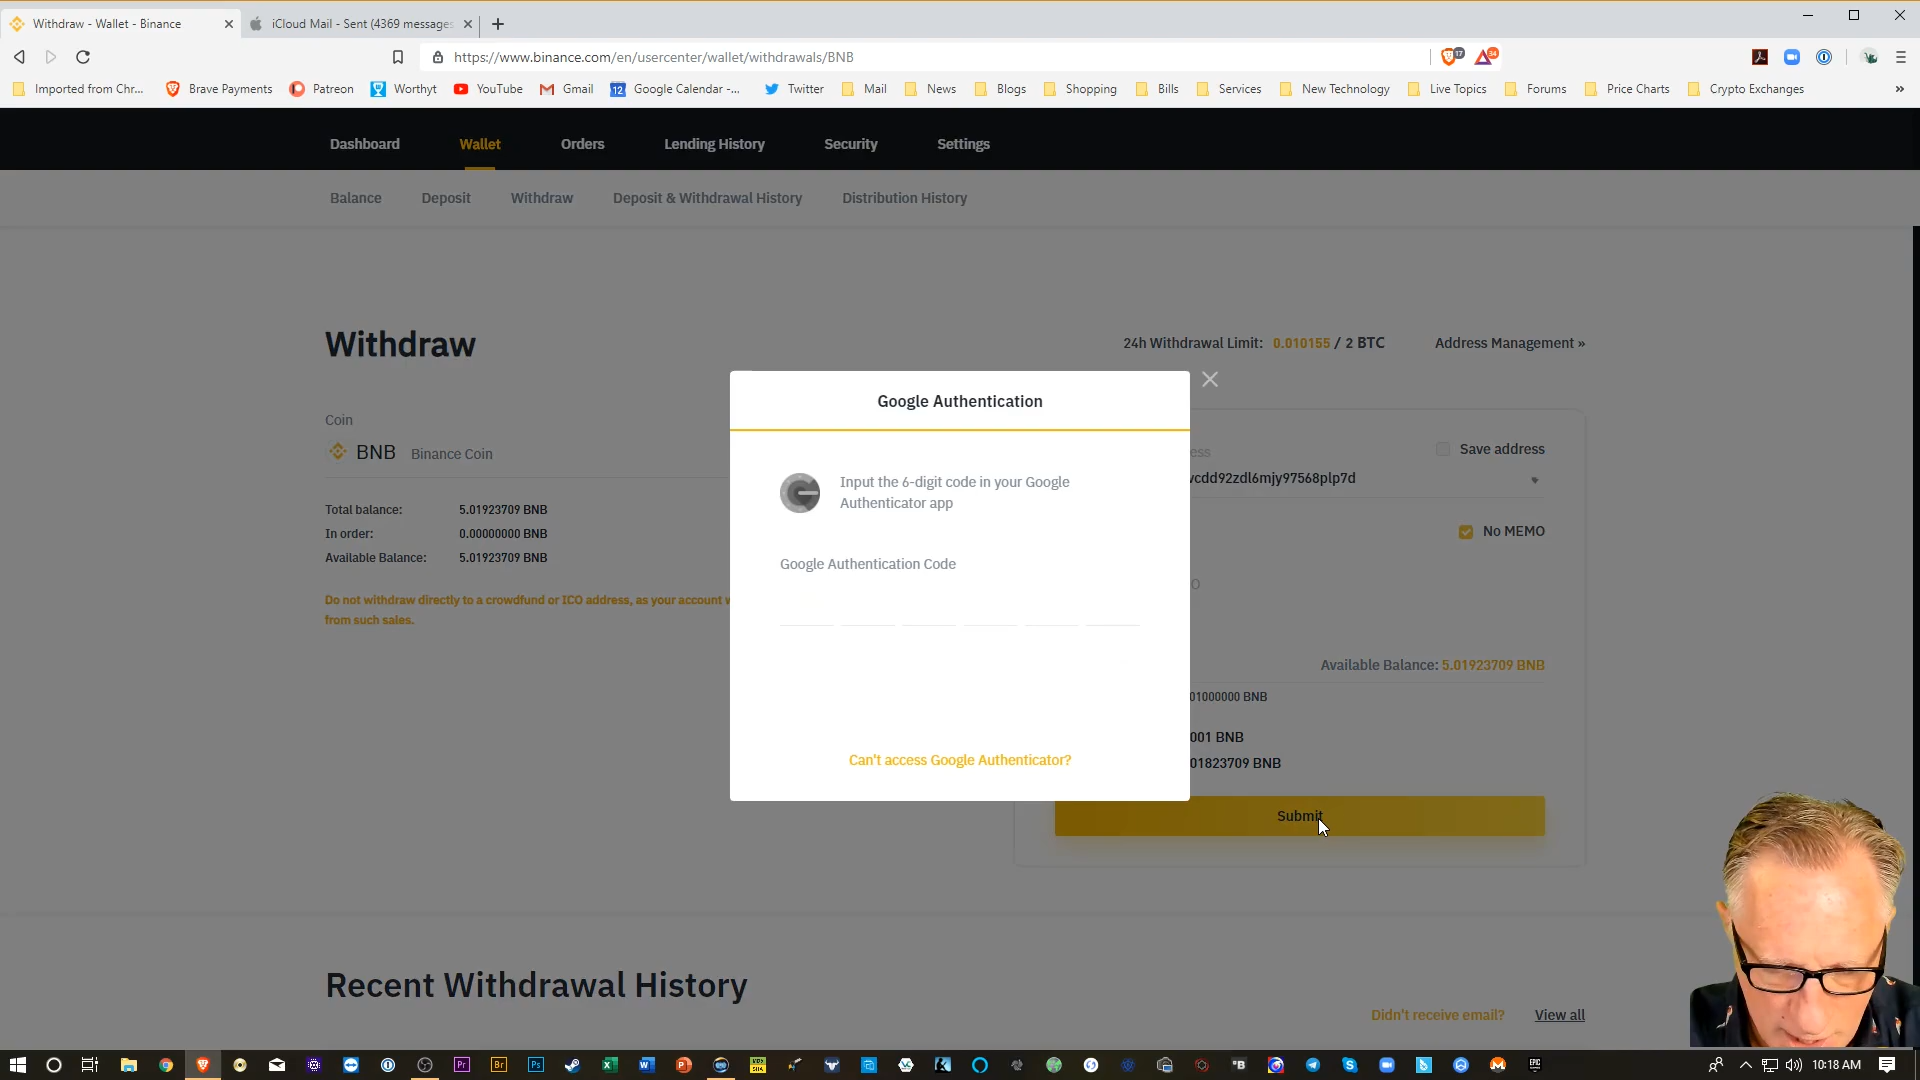 Withdraw - Wallet - Binance
iCloud Mail - Sent (4369 messages
https://www.binance.com/en/usercenter/wallet/withdrawals/BNB
17
34
Imported from Chr...
Brave Payments
Patreon
Worthyt
YouTube
Gmail
12
Google Calendar -...
Twitter
Mail
News
Blogs
Shopping
Bills
Services
New Technology
Live Topics
Forums
Price Charts
Crypto Exchanges
Dashboard
Wallet
Orders
Lending History
Security
Settings
Balance
Deposit
Withdraw
Deposit & Withdrawal History
Distribution History
Withdraw
24h Withdrawal Limit: 0.010155 / 2 BTC
Address Management »
Coin
BNB Binance Coin
Total balance: 5.01923709 BNB
In order: 0.00000000 BNB
Available Balance: 5.01923709 BNB
Do not withdraw directly to a crowdfund or ICO address, as your account w
from such sales.
Google Authentication
Input the 6-digit code in your Google
Authenticator app
Google Authentication Code
Can't access Google Authenticator?
ess
Save address
vcdd92zdl6mjy97568plp7d
No MEMO
O
Available Balance: 5.01923709 BNB
01000000 BNB
001 BNB
01823709 BNB
Submit
Recent Withdrawal History
Didn't receive email?
View all
Pr
Br
Ps
10:18 AM